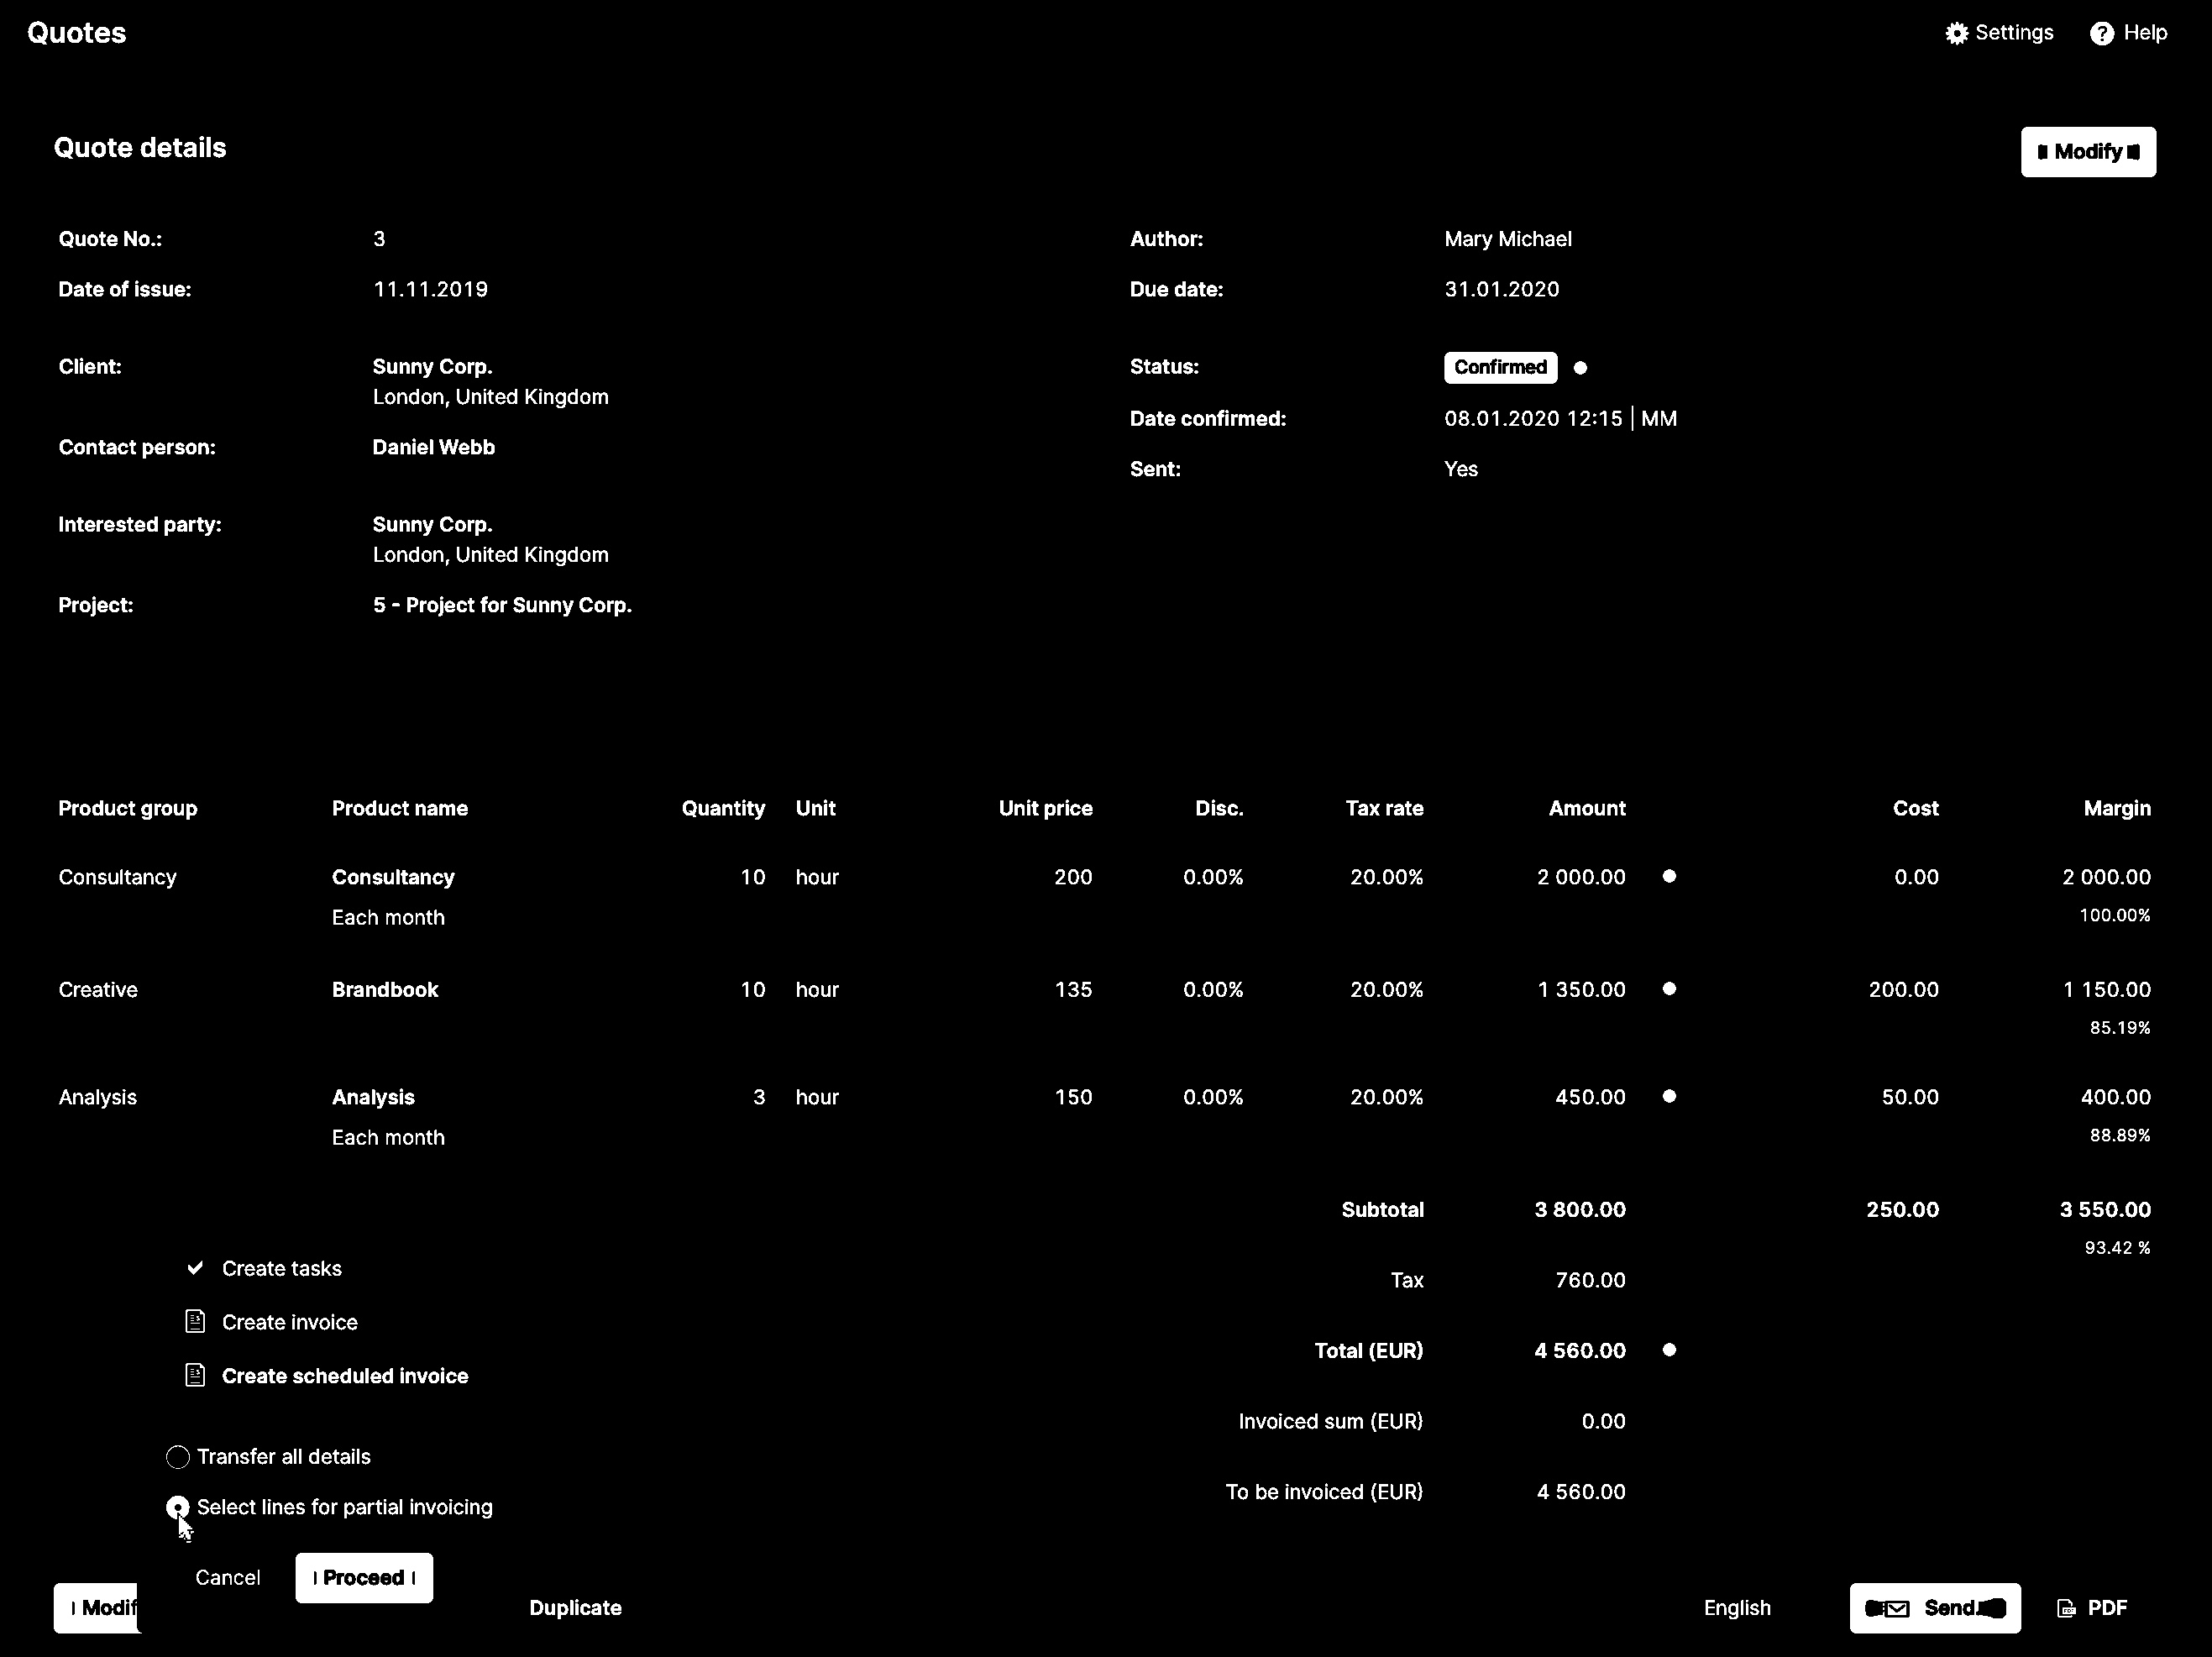 Quotes
Settings
Help
Quote details
Modify
Quote No.: 3
Author: Mary Michael
Date of issue: 11.11.2019
Due date: 31.01.2020
Client: Sunny Corp.
London, United Kingdom
Status: Confirmed
Date confirmed: 08.01.2020 12:15 | MM
Contact person: Daniel Webb
Sent: Yes
Interested party: Sunny Corp.
London, United Kingdom
Project: 5 - Project for Sunny Corp.
Product group Product name Quantity Unit Unit price Disc. Tax rate Amount Cost Margin
Consultancy Consultancy 10 hour 200 0.00% 20.00% 2 000.00 0.00 2 000.00
Each month 100.00%
Creative Brandbook 10 hour 135 0.00% 20.00% 1 350.00 200.00 1 150.00
85.19%
Analysis Analysis 3 hour 150 0.00% 20.00% 450.00 50.00 400.00
Each month 88.89%
Subtotal 3 800.00 250.00 3 550.00
93.42 %
Create tasks
Tax 760.00
Create invoice
Total (EUR) 4 560.00
Create scheduled invoice
Invoiced sum (EUR) 0.00
Transfer all details
To be invoiced (EUR) 4 560.00
Select lines for partial invoicing
Cancel
Proceed
Modif
Duplicate
English
Send
PDF